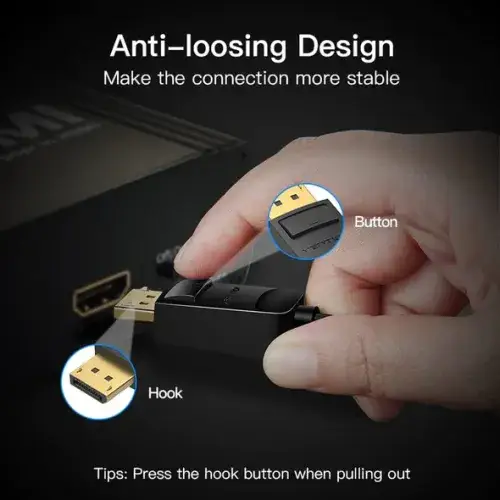 Anti-loosing Design
Make the connection more stable
Button
Hook
Tips: Press the hook button when pulling out